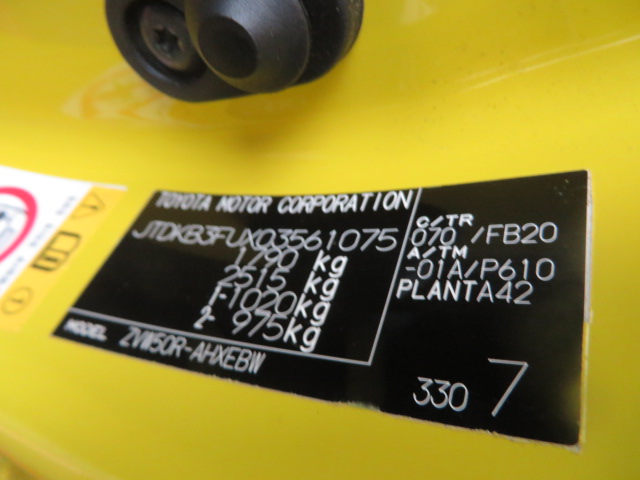 TOYOTA MOTOR CORPORATION
JTDKB3FUX03561075
1790 kg
2515 kg
1-1020kg
2- 975kg
MODEL ZVW50R-AHXEBW
C/TR
070 /FB20
A/TM
-01A/P610
PLANTA42
330 7